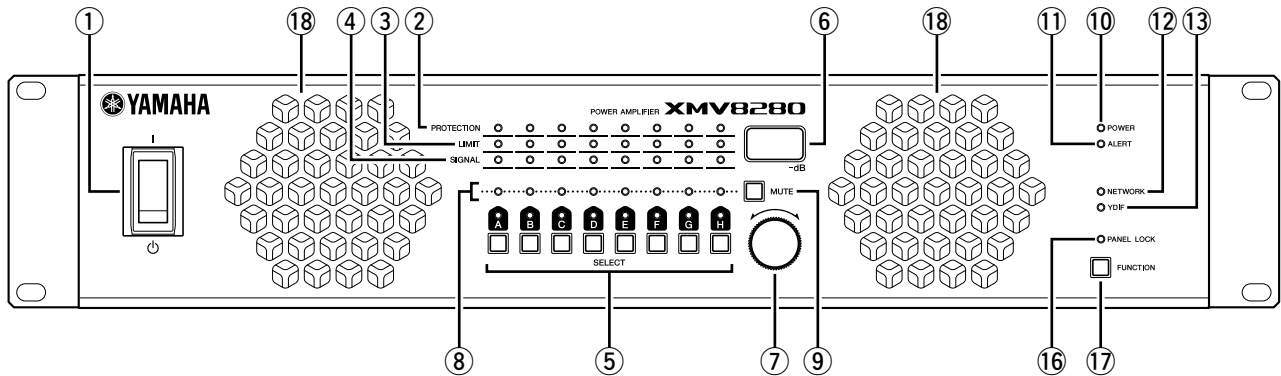 ① ⑱ ④ ③ ② ⑥ ⑱ ⑪ ⑩ ⑫ ⑬
YAMAHA
POWER AMPLIFIER XMV8280
PROTECTION
LIMIT
SIGNAL
-dB
MUTE
A B C D E F G H
SELECT
POWER
ALERT
NETWORK
YDIF
PANEL LOCK
FUNCTION
⑧ ⑤ ⑦ ⑨ ⑯ ⑰